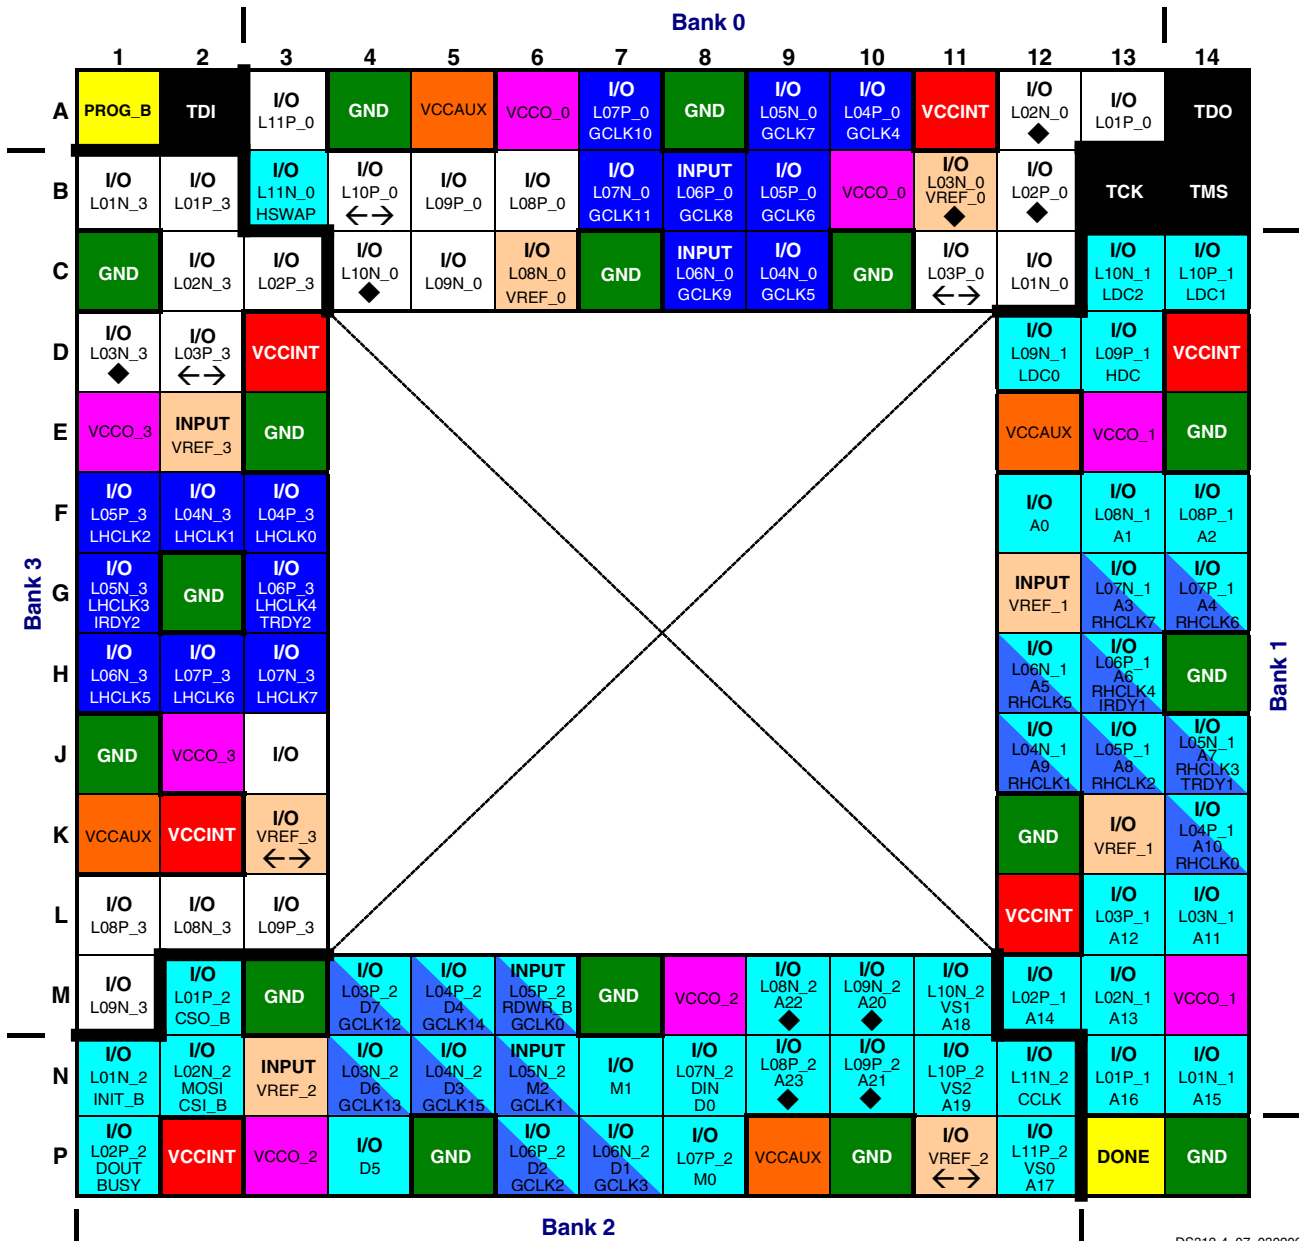 Bank 0
1 2 3 4 5 6 7 8 9 10 11 12 13 14
A
PROG_B
TDI
I/O
L11P_0
GND
VCCAUX
VCCO_0
I/O
L07P_0
GCLK10
GND
I/O
L05N_0
GCLK7
I/O
L04P_0
GCLK4
VCCINT
I/O
L02N_0
◆
I/O
L01P_0
TDO
B
I/O
L01N_3
I/O
L01P_3
I/O
L11N_0
HSWAP
I/O
L10P_0
←→
I/O
L09P_0
I/O
L08P_0
I/O
L07N_0
GCLK11
INPUT
L06P_0
GCLK8
I/O
L05P_0
GCLK6
VCCO_0
I/O
L03N_0
VREF_0
◆
I/O
L02P_0
◆
TCK
TMS
C
GND
I/O
L02N_3
I/O
L02P_3
I/O
L10N_0
◆
I/O
L09N_0
I/O
L08N_0
VREF_0
GND
INPUT
L06N_0
GCLK9
I/O
L04N_0
GCLK5
GND
I/O
L03P_0
←→
I/O
L01N_0
I/O
L10N_1
LDC2
I/O
L10P_1
LDC1
D
I/O
L03N_3
◆
I/O
L03P_3
←→
VCCINT
I/O
L09N_1
LDC0
I/O
L09P_1
HDC
VCCINT
E
VCCO_3
INPUT
VREF_3
GND
VCCAUX
VCCO_1
GND
F
I/O
L05P_3
LHCLK2
I/O
L04N_3
LHCLK1
I/O
L04P_3
LHCLK0
I/O
A0
I/O
L08N_1
A1
I/O
L08P_1
A2
Bank 3
G
I/O
L05N_3
LHCLK3
IRDY2
GND
I/O
L06P_3
LHCLK4
TRDY2
INPUT
VREF_1
I/O
L07N_1
A3
RHCLK7
I/O
L07P_1
A4
RHCLK6
H
I/O
L06N_3
LHCLK5
I/O
L07P_3
LHCLK6
I/O
L07N_3
LHCLK7
I/O
L06N_1
A5
RHCLK5
I/O
L06P_1
A6
RHCLK4
IRDY1
GND
Bank 1
J
GND
VCCO_3
I/O
I/O
L04N_1
A9
RHCLK1
I/O
L05P_1
A8
RHCLK2
I/O
L05N_1
A7
RHCLK3
TRDY1
K
VCCAUX
VCCINT
I/O
VREF_3
←→
GND
I/O
VREF_1
I/O
L04P_1
A10
RHCLK0
L
I/O
L08P_3
I/O
L08N_3
I/O
L09P_3
VCCINT
I/O
L03P_1
A12
I/O
L03N_1
A11
M
I/O
L09N_3
I/O
L01P_2
CSO_B
GND
I/O
L03P_2
D7
GCLK12
I/O
L04P_2
D4
GCLK14
INPUT
L05P_2
RDWR_B
GCLK0
GND
VCCO_2
I/O
L08N_2
A22
◆
I/O
L09N_2
A20
◆
I/O
L10N_2
VS1
A18
I/O
L02P_1
A14
I/O
L02N_1
A13
VCCO_1
N
I/O
L01N_2
INIT_B
I/O
L02N_2
MOSI
CSI_B
INPUT
VREF_2
I/O
L03N_2
D6
GCLK13
I/O
L04N_2
D3
GCLK15
INPUT
L05N_2
M2
GCLK1
I/O
M1
I/O
L07N_2
DIN
D0
I/O
L08P_2
A23
◆
I/O
L09P_2
A21
◆
I/O
L10P_2
VS2
A19
I/O
L11N_2
CCLK
I/O
L01P_1
A16
I/O
L01N_1
A15
P
I/O
L02P_2
DOUT
BUSY
VCCINT
VCCO_2
I/O
D5
GND
I/O
L06P_2
D2
GCLK2
I/O
L06N_2
D1
GCLK3
I/O
L07P_2
M0
VCCAUX
GND
I/O
VREF_2
←→
I/O
L11P_2
VS0
A17
DONE
GND
Bank 2